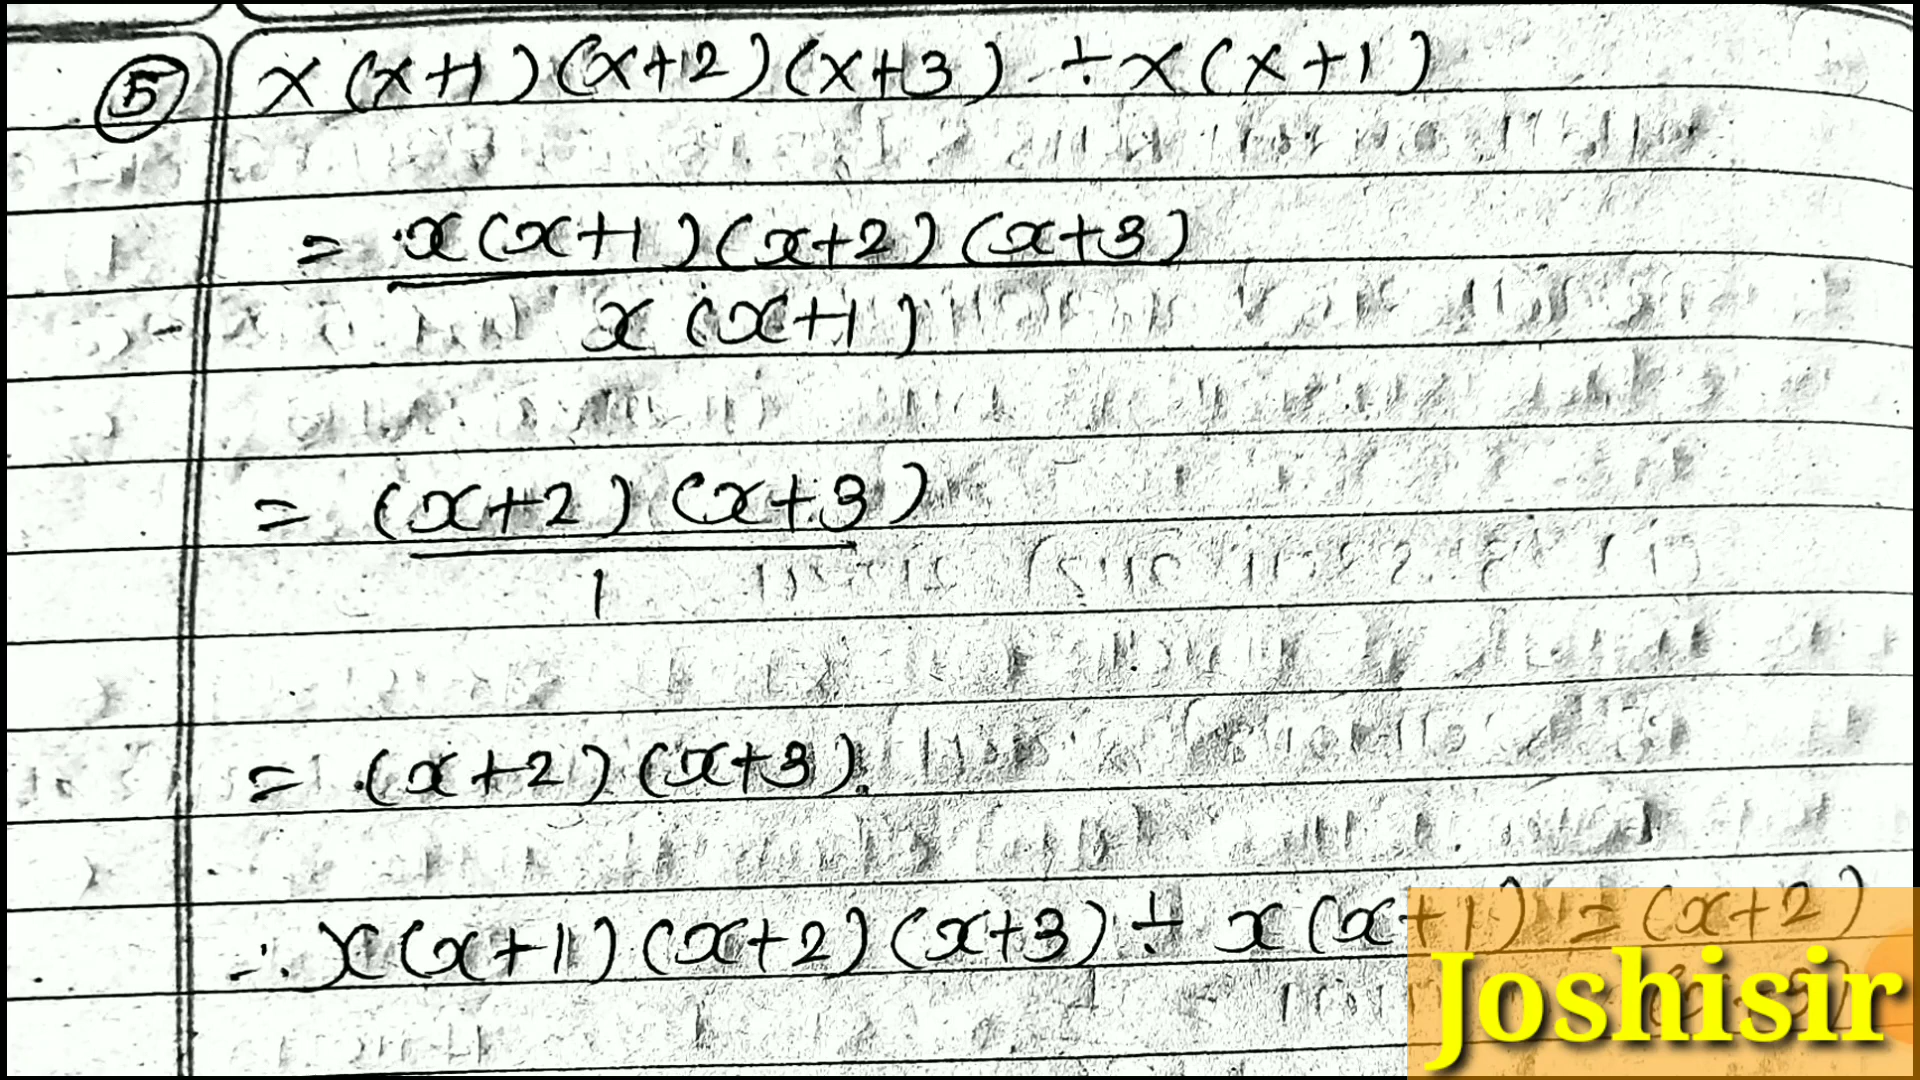 5 x(x+1)(x+2)(x+3) ÷ x(x+1)
= x(x+1)(x+2)(x+3)
x(x+1)
= (x+2)(x+3)
1
= (x+2)(x+3).
∴ x(x+1)(x+2)(x+3) ÷ x(x+1) = (x+2)
Joshisir